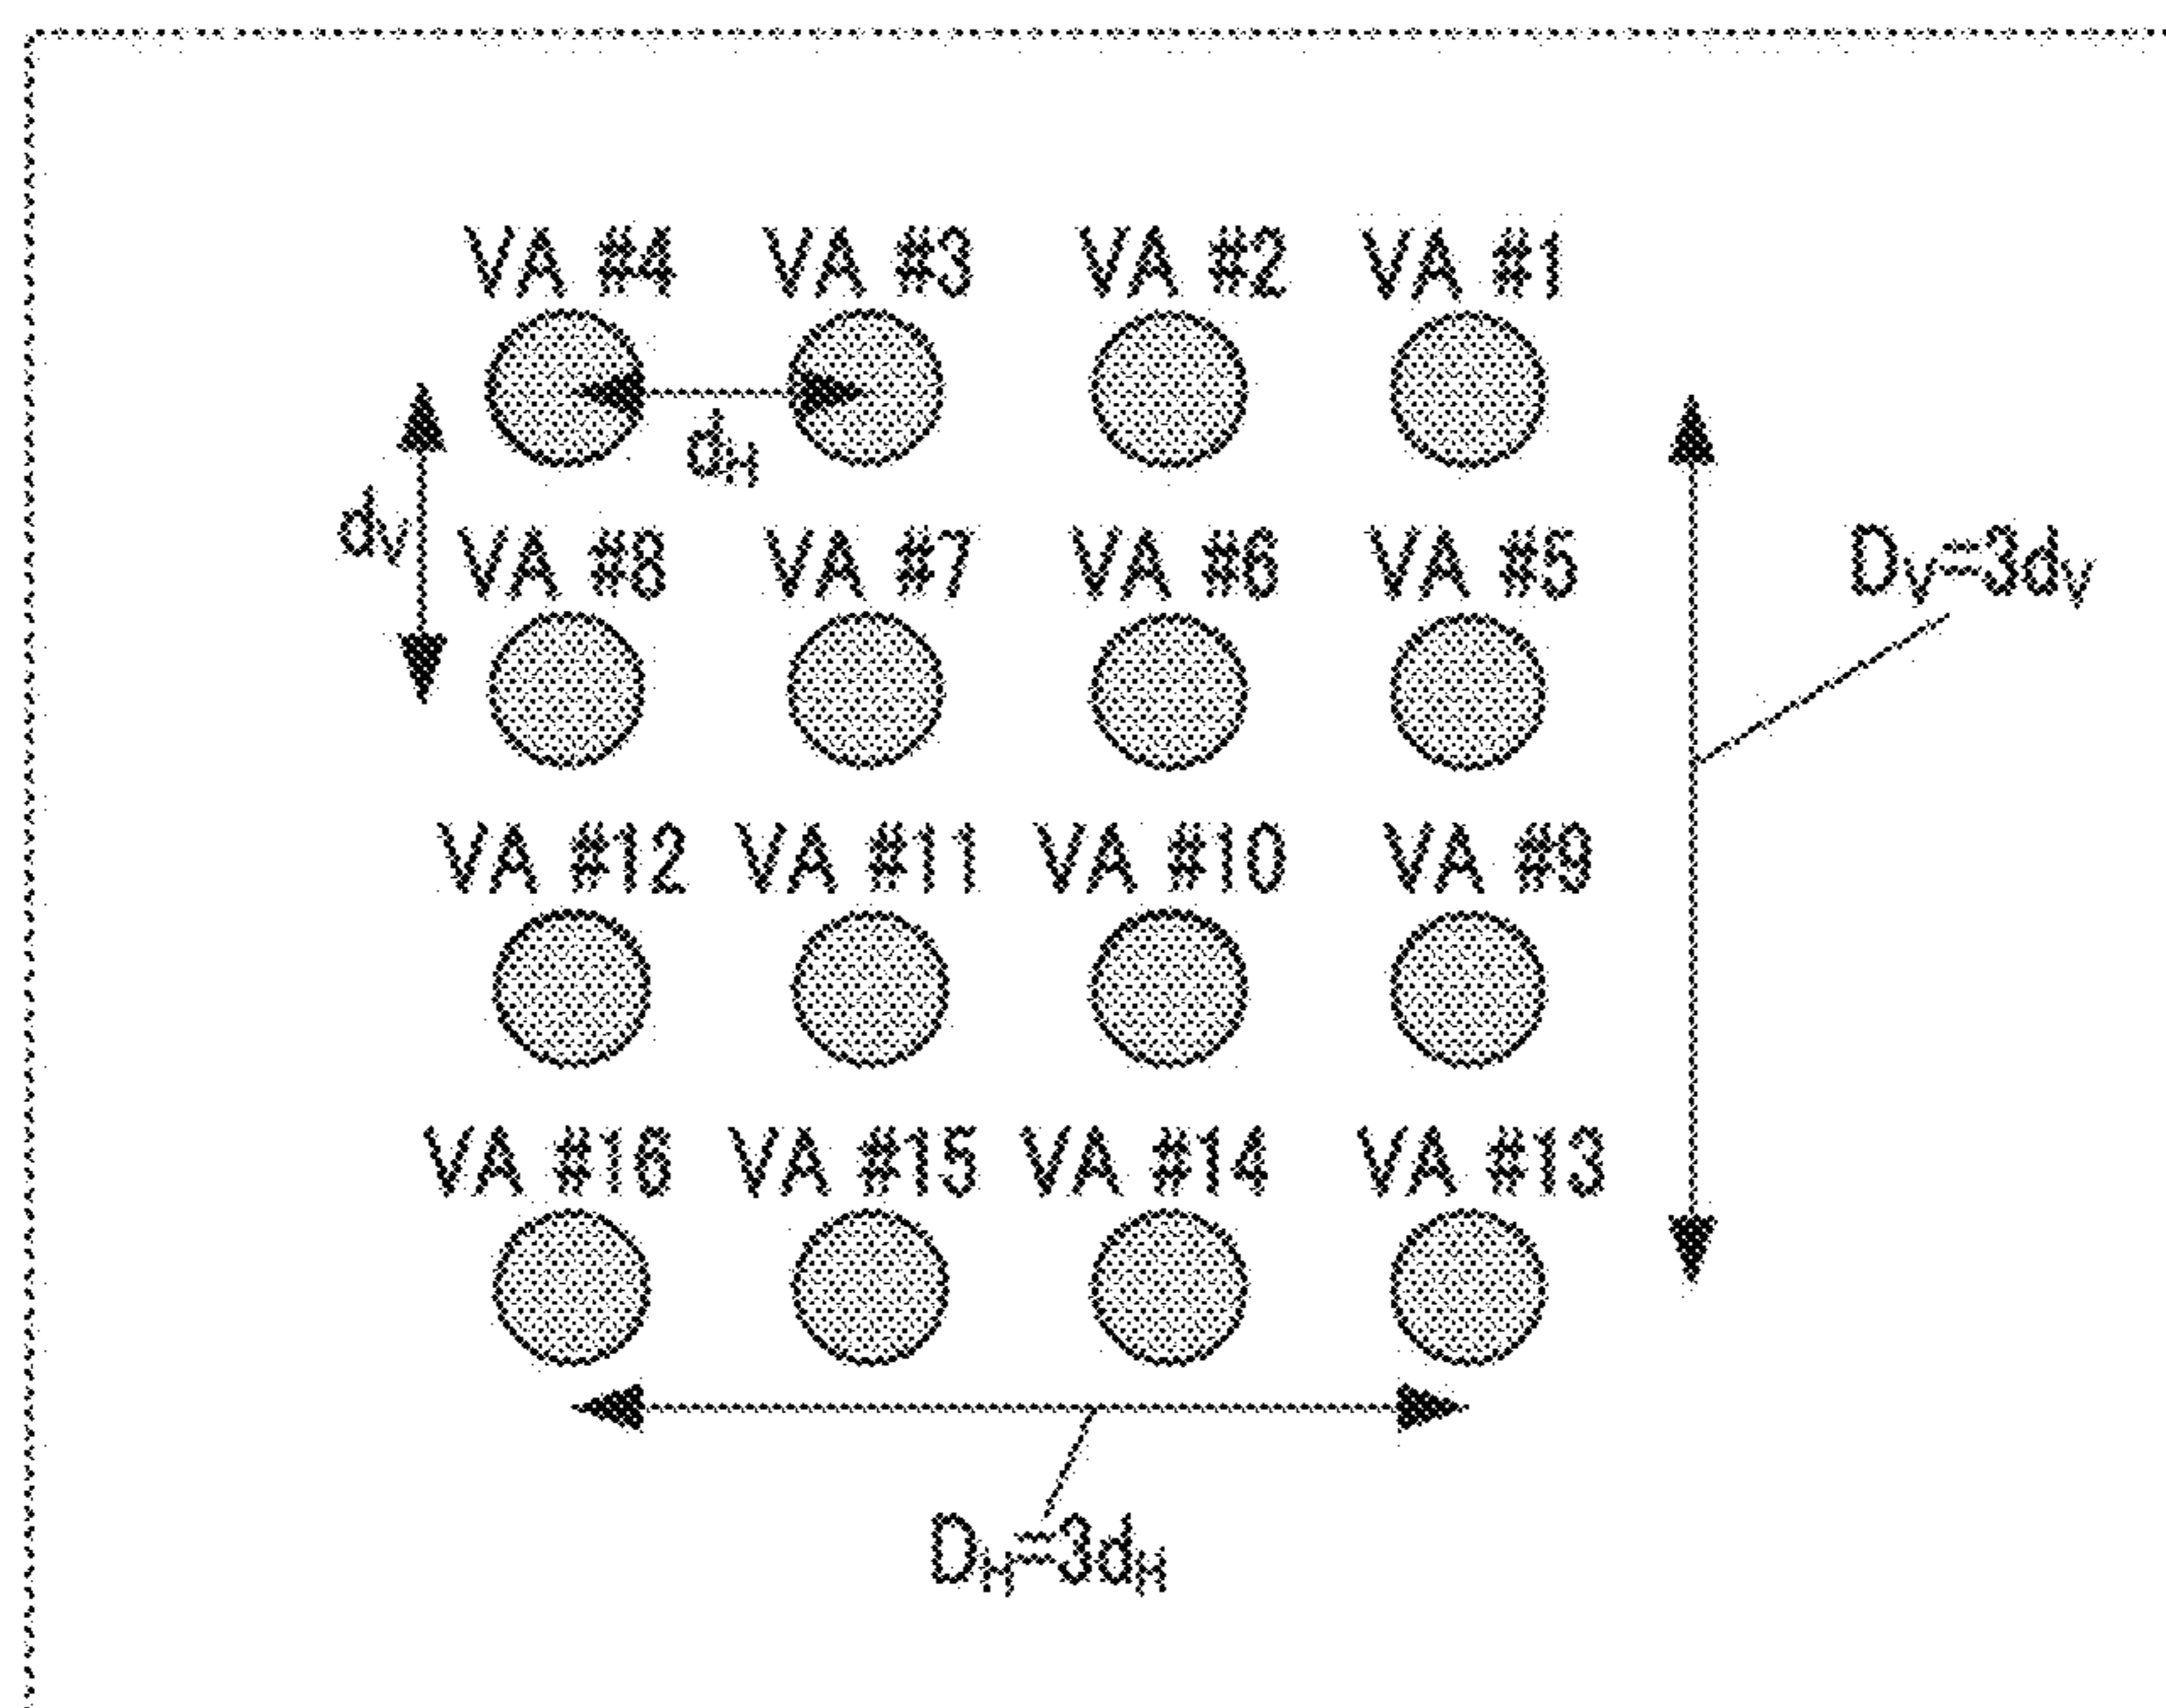 VA #4 VA #3 VA #2 VA #1
dH
dV
VA #8 VA #7 VA #6 VA #5
DV=3dV
VA #12 VA #11 VA #10 VA #9
VA #16 VA #15 VA #14 VA #13
DH=3dH